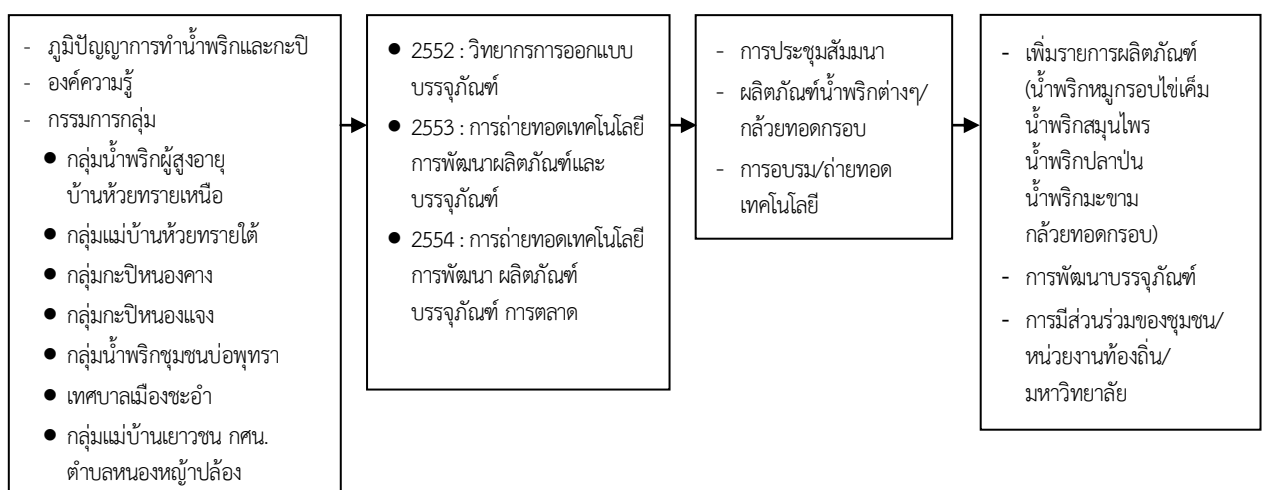 - ภูมิปัญญาการทำน้ำพริกและกะปิ
- องค์ความรู้
- กรรมการกลุ่ม
● กลุ่มน้ำพริกผู้สูงอายุ
บ้านห้วยทรายเหนือ
● กลุ่มแม่บ้านห้วยทรายใต้
● กลุ่มกะปิหนองคาง
● กลุ่มกะปิหนองแจง
● กลุ่มน้ำพริกชุมชนบ่อพุทรา
● เทศบาลเมืองชะอำ
● กลุ่มแม่บ้านเยาวชน กศน.
ตำบลหนองหญ้าปล้อง
● 2552 : วิทยากรการออกแบบ
บรรจุภัณฑ์
● 2553 : การถ่ายทอดเทคโนโลยี
การพัฒนาผลิตภัณฑ์และ
บรรจุภัณฑ์
● 2554 : การถ่ายทอดเทคโนโลยี
การพัฒนา ผลิตภัณฑ์
บรรจุภัณฑ์ การตลาด
- การประชุมสัมมนา
- ผลิตภัณฑ์น้ำพริกต่างๆ/
กล้วยทอดกรอบ
- การอบรม/ถ่ายทอด
เทคโนโลยี
- เพิ่มรายการผลิตภัณฑ์
(น้ำพริกหมูกรอบไข่เค็ม
น้ำพริกสมุนไพร
น้ำพริกปลาป่น
น้ำพริกมะขาม
กล้วยทอดกรอบ)
- การพัฒนาบรรจุภัณฑ์
- การมีส่วนร่วมของชุมชน/
หน่วยงานท้องถิ่น/
มหาวิทยาลัย